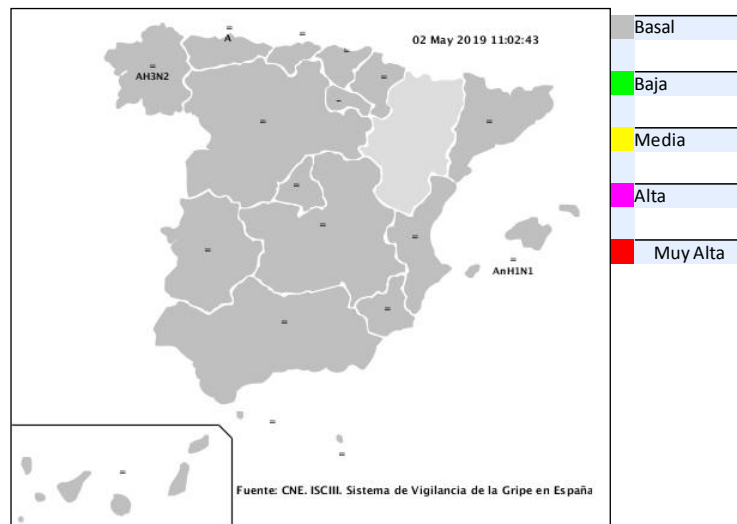 02 May 2019 11:02:43
A
AH3N2
AnH1N1
Fuente: CNE. ISCIII. Sistema de Vigilancia de la Gripe en España
Basal
Baja
Media
Alta
Muy Alta